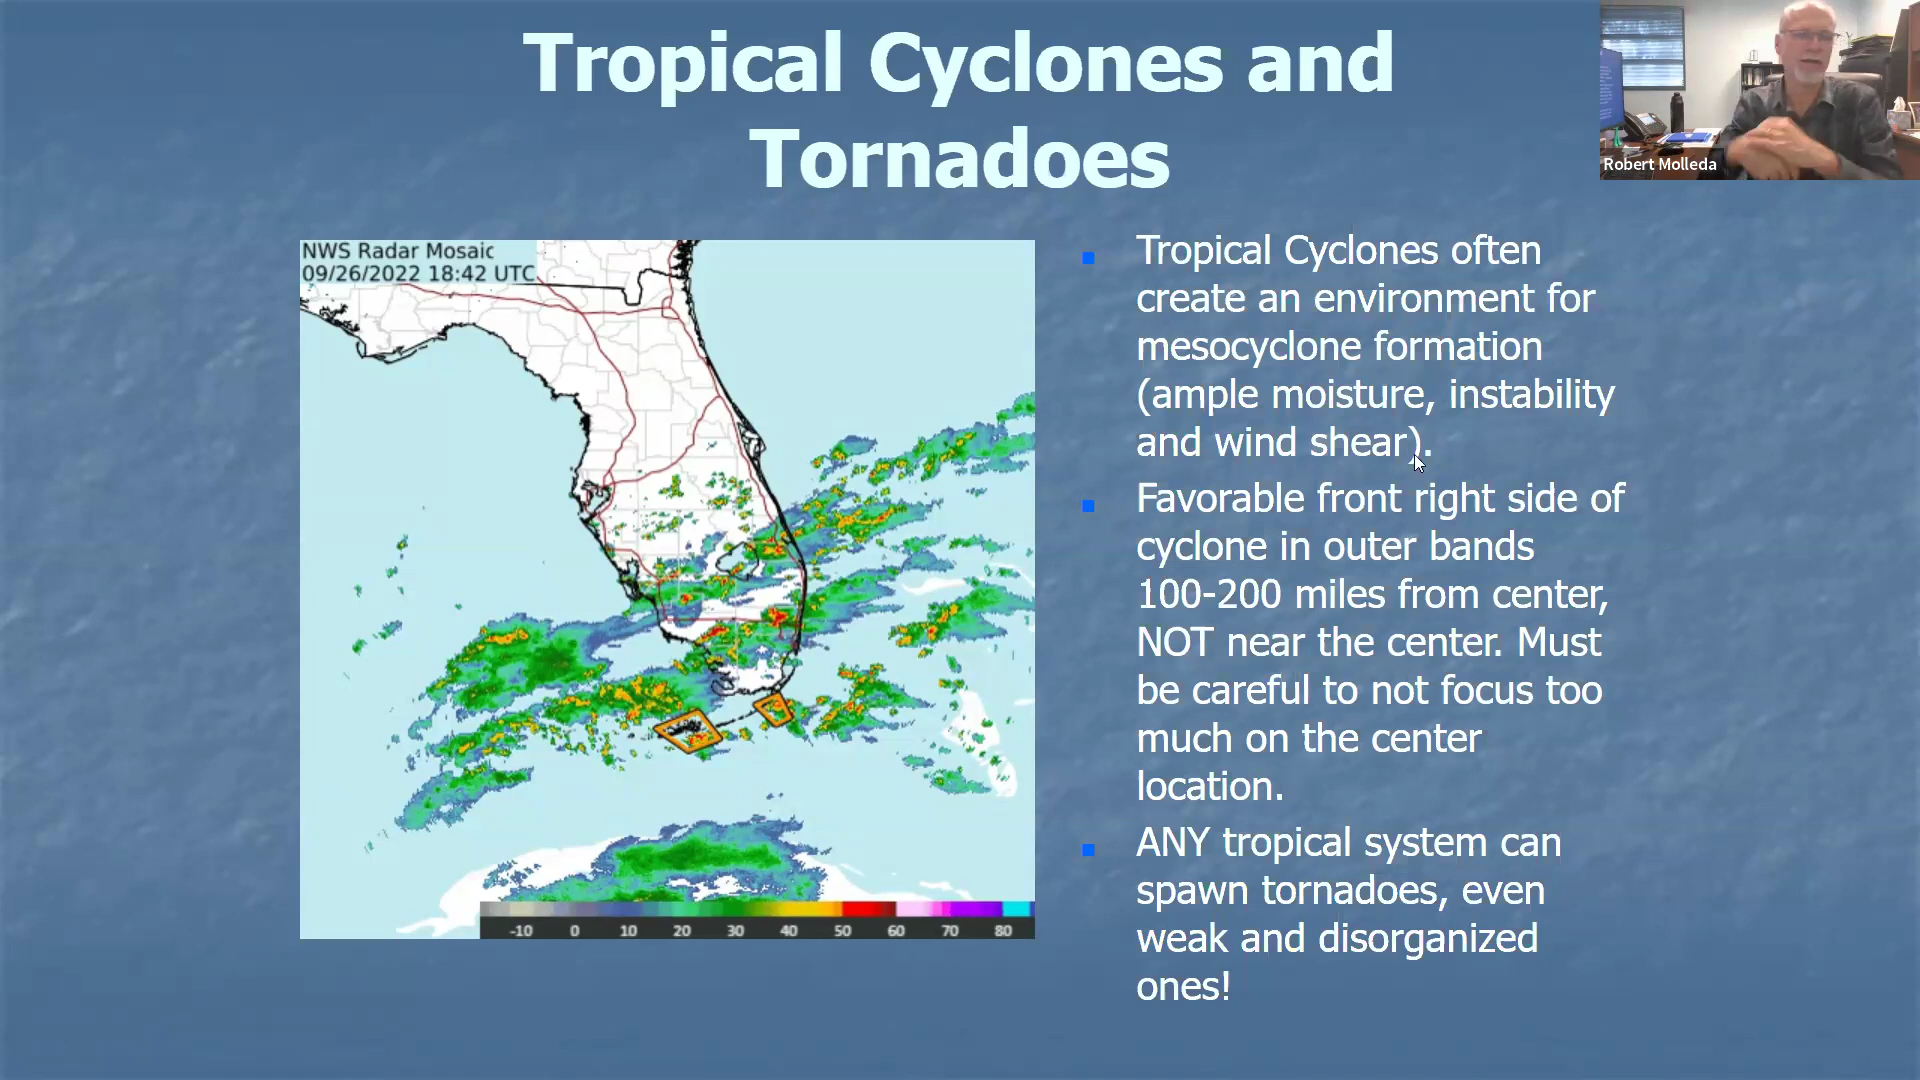 Tropical Cyclones and
Tornadoes
Robert Molleda
NWS Radar Mosaic
09/26/2022 18:42 UTC
-10 0 10 20 30 40 50 60 70 80
Tropical Cyclones often
create an environment for
mesocyclone formation
(ample moisture, instability
and wind shear).
Favorable front right side of
cyclone in outer bands
100-200 miles from center,
NOT near the center. Must
be careful to not focus too
much on the center
location.
ANY tropical system can
spawn tornadoes, even
weak and disorganized
ones!